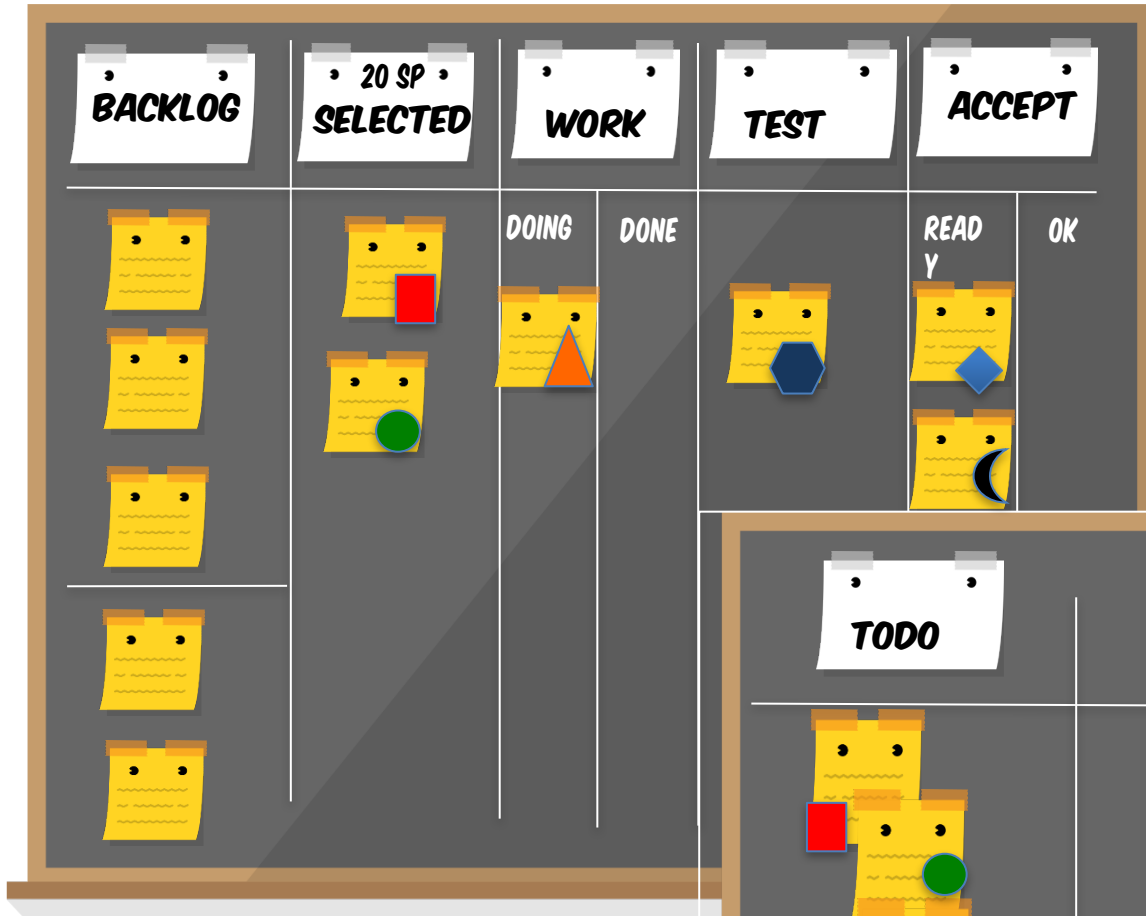 BACKLOG
20 SP
SELECTED
WORK
TEST
ACCEPT
DOING
DONE
READ
Y
OK
TODO